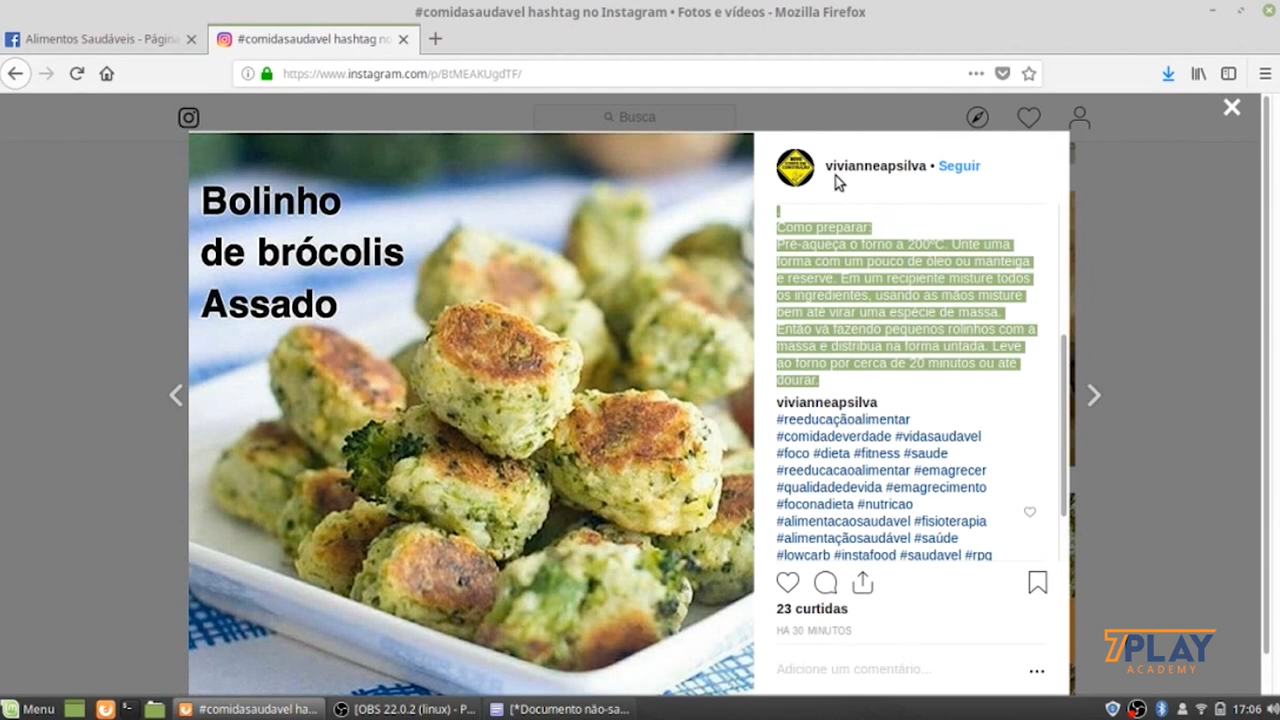 #comidasaudavel hashtag no Instagram • Fotos e vídeos - Mozilla Firefox
Alimentos Saudáveis - Página
#comidasaudavel hashtag no
https://www.instagram.com/p/BtMEAKUgdTF/
Busca
Bolinho
de brócolis
Assado
vivianneapsilva • Seguir
.
Como preparar:
Pré-aqueça o forno a 200ºC. Unte uma
forma com um pouco de óleo ou manteiga
e reserve. Em um recipiente misture todos
os ingredientes, usando as mãos misture
bem até virar uma espécie de massa.
Então vá fazendo pequenos rolinhos com a
massa e distribua na forma untada. Leve
ao forno por cerca de 20 minutos ou até
dourar.
vivianneapsilva
#reeducaçãoalimentar
#comidadeverdade #vidasaudavel
#foco #dieta #fitness #saude
#reeducacaoalimentar #emagrecer
#qualidadedevida #emagrecimento
#foconadieta #nutricao
#alimentacaosaudavel #fisioterapia
#alimentaçãosaudável #saúde
#lowcarb #instafood #saudavel #rpg
23 curtidas
HÁ 30 MINUTOS
Adicione um comentário...
7PLAY
ACADEMY
Menu
#comidasaudavel ha...
[OBS 22.0.2 (linux) - P...
[*Documento não-sa...
17:06